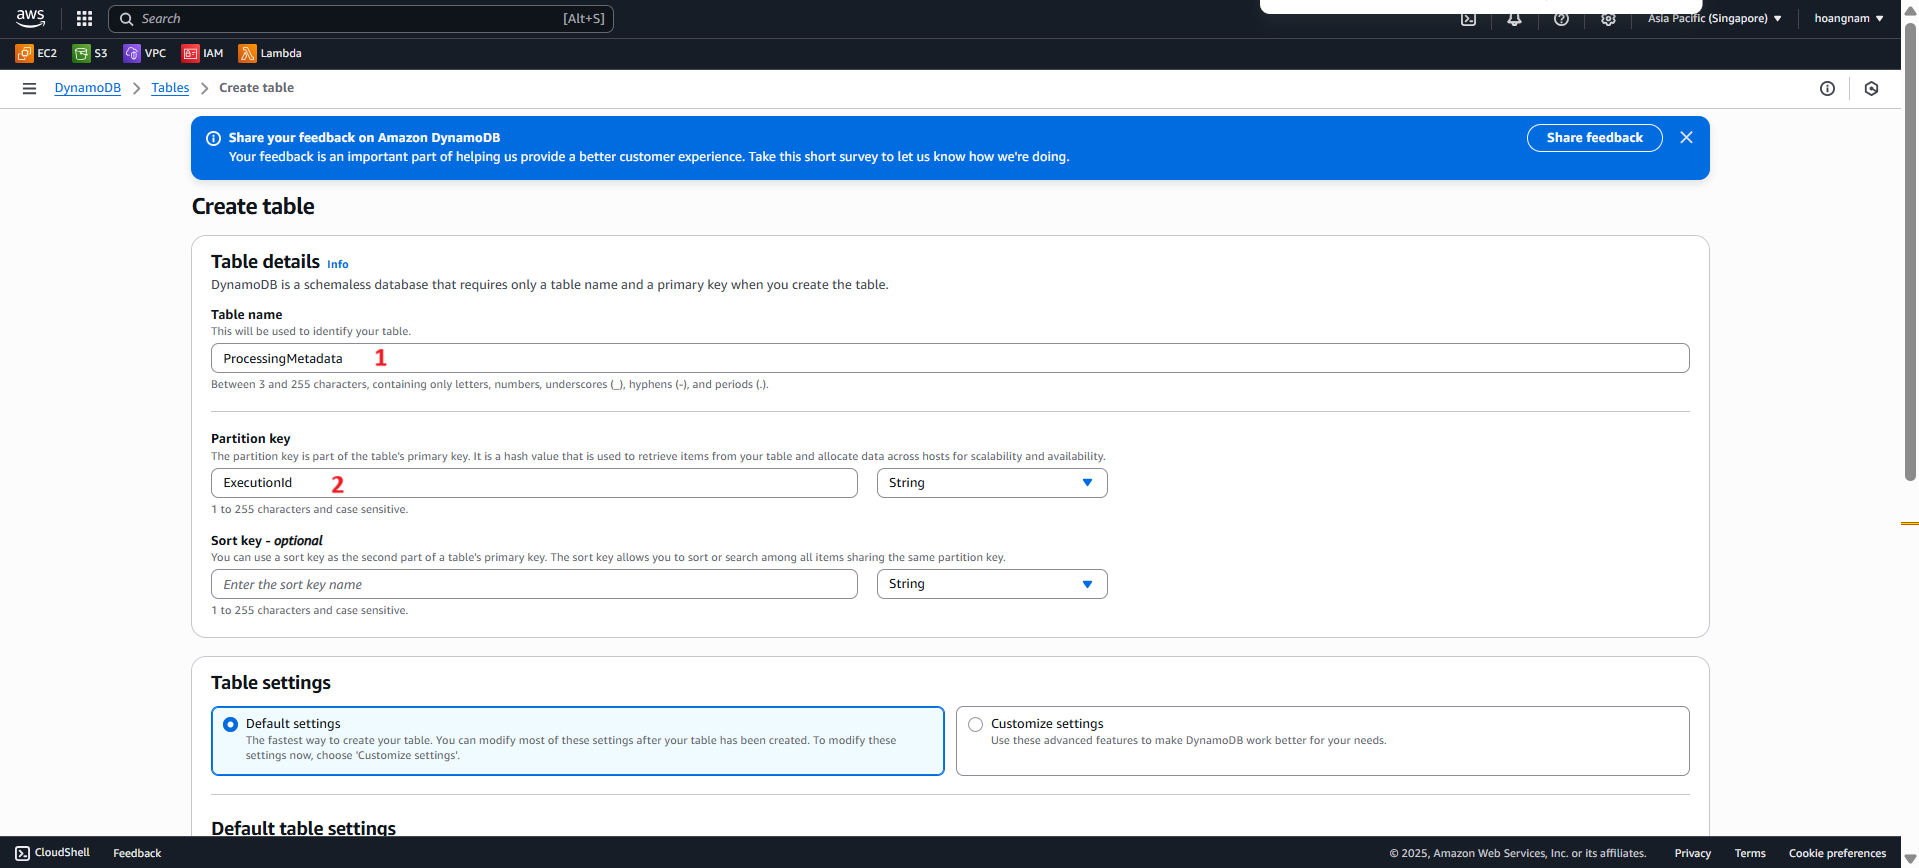 aws
Search [Alt+S]
Asia Pacific (Singapore) hoangnam
EC2 S3 VPC IAM Lambda
DynamoDB Tables Create table
Share your feedback on Amazon DynamoDB
Your feedback is an important part of helping us provide a better customer experience. Take this short survey to let us know how we're doing.
Share feedback
Create table
Table details Info
DynamoDB is a schemaless database that requires only a table name and a primary key when you create the table.
Table name
This will be used to identify your table.
ProcessingMetadata 1
Between 3 and 255 characters, containing only letters, numbers, underscores (_), hyphens (-), and periods (.).
Partition key
The partition key is part of the table's primary key. It is a hash value that is used to retrieve items from your table and allocate data across hosts for scalability and availability.
ExecutionId 2 String
1 to 255 characters and case sensitive.
Sort key - optional
You can use a sort key as the second part of a table's primary key. The sort key allows you to sort or search among all items sharing the same partition key.
Enter the sort key name String
1 to 255 characters and case sensitive.
Table settings
Default settings
The fastest way to create your table. You can modify most of these settings after your table has been created. To modify these
settings now, choose 'Customize settings'.
Customize settings
Use these advanced features to make DynamoDB work better for your needs.
Default table settings
CloudShell Feedback © 2025, Amazon Web Services, Inc. or its affiliates. Privacy Terms Cookie preferences